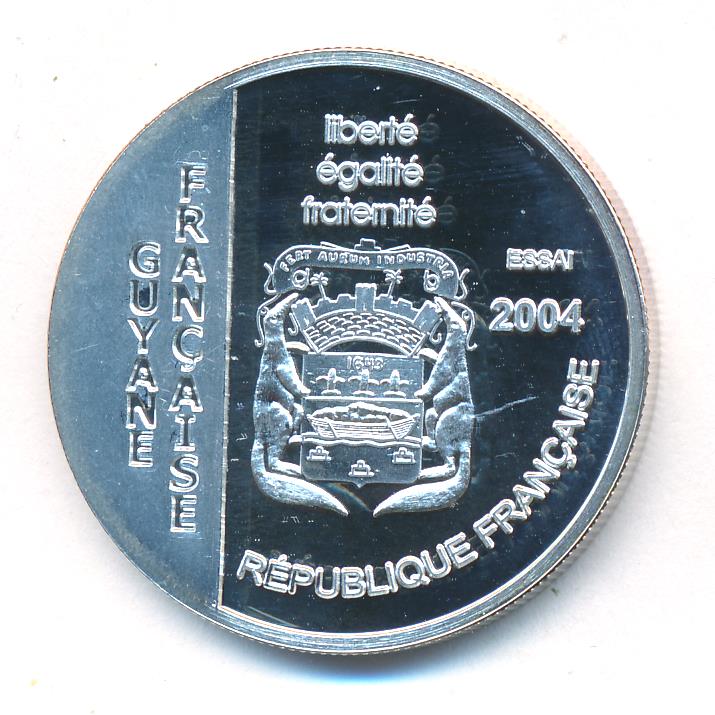 GUYANE
FRANÇAISE
liberté
égalité
fraternité
FERT AURUM INDUSTRIA
1643
ESSAI
2004
RÉPUBLIQUE FRANÇAISE